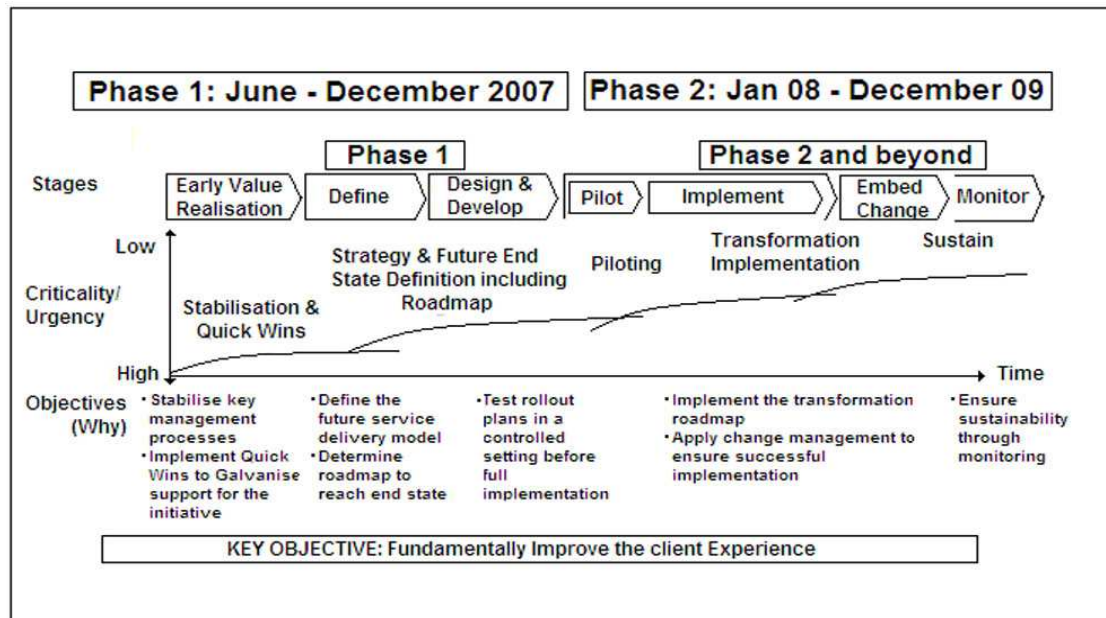 Phase 1: June - December 2007
Phase 2: Jan 08 - December 09
Phase 1
Phase 2 and beyond
Stages
Early Value
Realisation
Define
Design &
Develop
Pilot
Implement
Embed
Change
Monitor
Low
Criticality/
Urgency
High
Stabilisation &
Quick Wins
Strategy & Future End
State Definition including
Roadmap
Piloting
Transformation
Implementation
Sustain
Time
Objectives
(Why)
• Stabilise key
management
processes
• Implement Quick
Wins to Galvanise
support for the
initiative
• Define the
future service
delivery model
• Determine
roadmap to
reach end state
• Test rollout
plans in a
controlled
setting before
full
implementation
• Implement the transformation
roadmap
• Apply change management to
ensure successful
implementation
• Ensure
sustainability
through
monitoring
KEY OBJECTIVE: Fundamentally Improve the client Experience